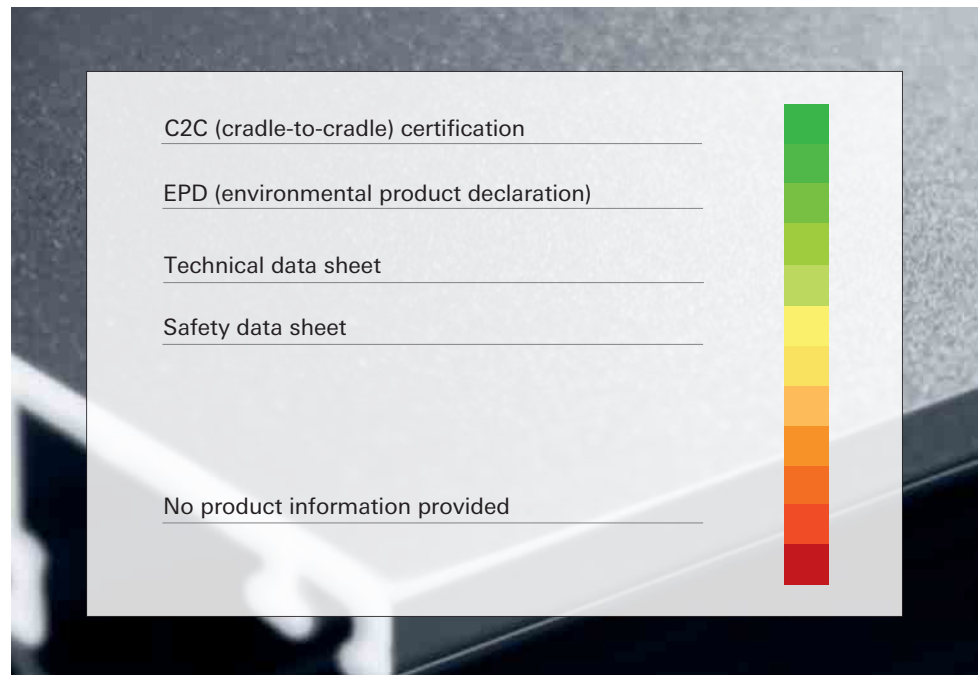 C2C (cradle-to-cradle) certification
EPD (environmental product declaration)
Technical data sheet
Safety data sheet
No product information provided